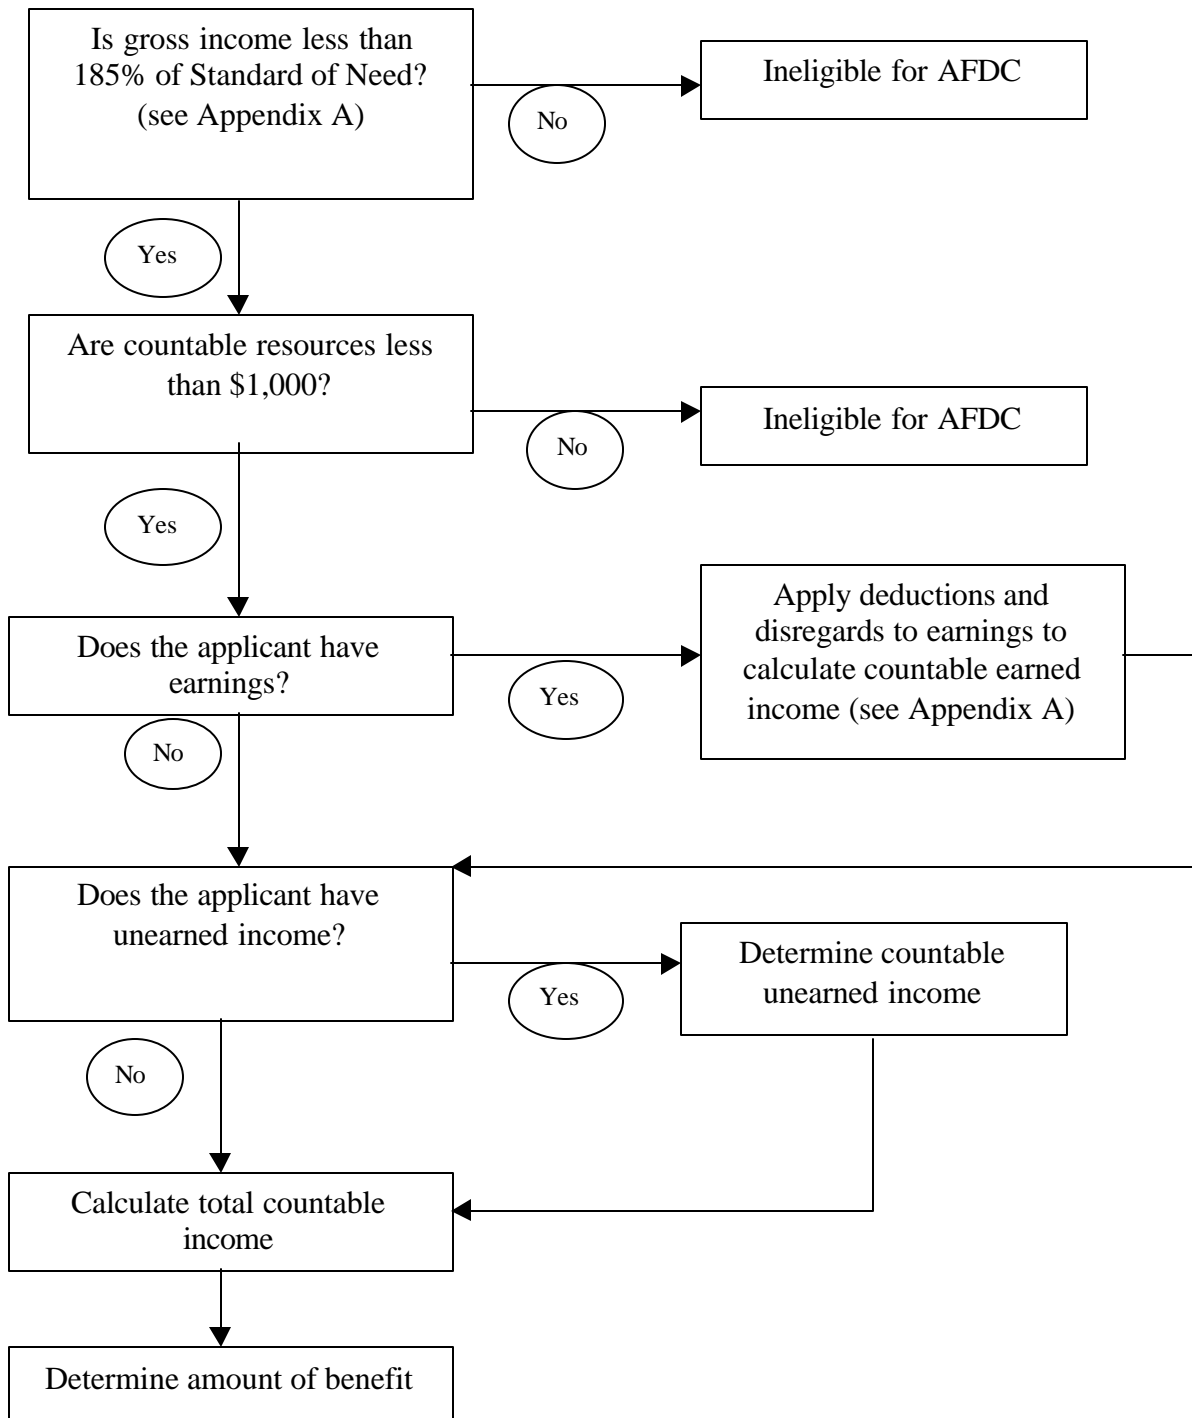 Is gross income less than
185% of Standard of Need?
(see Appendix A)
Ineligible for AFDC
No
Yes
Are countable resources less
than $1,000?
Ineligible for AFDC
No
Yes
Does the applicant have
earnings?
Apply deductions and
disregards to earnings to
calculate countable earned
income (see Appendix A)
Yes
No
Does the applicant have
unearned income?
Determine countable
unearned income
Yes
No
Calculate total countable
income
Determine amount of benefit